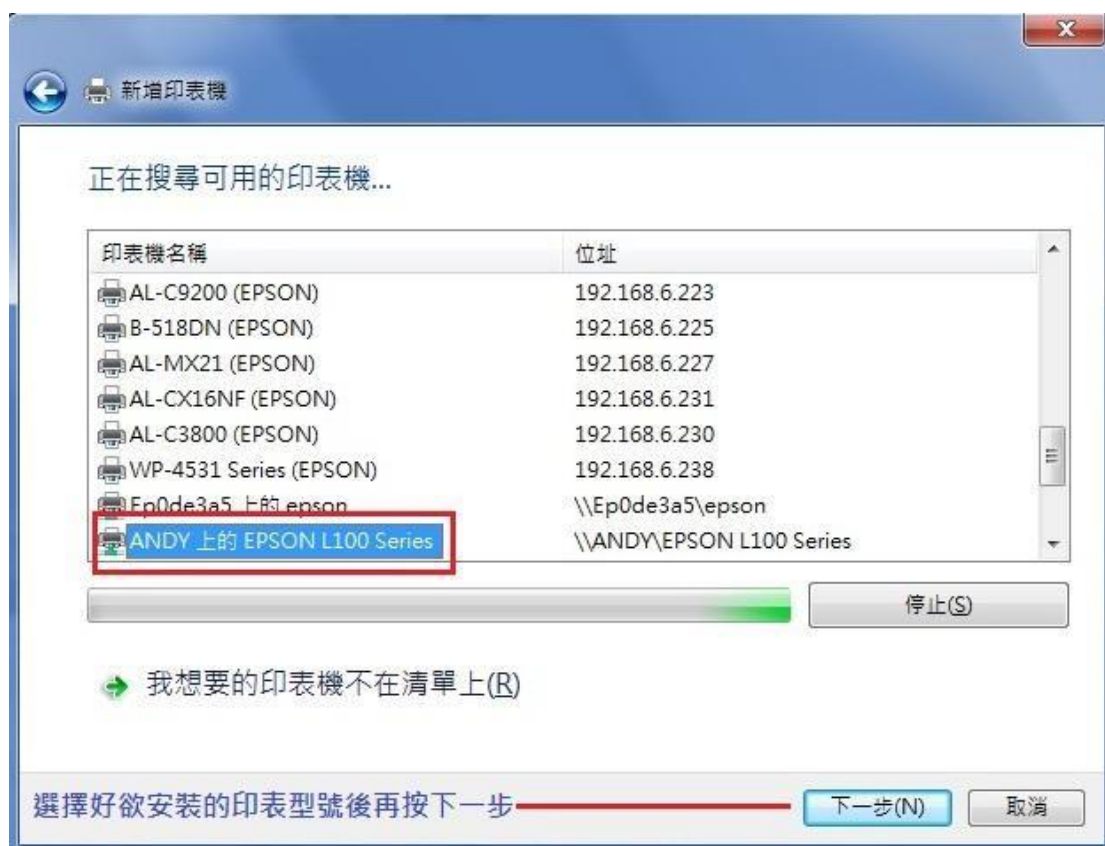 新增印表機
正在搜尋可用的印表機...
印表機名稱 位址
AL-C9200 (EPSON) 192.168.6.223
B-518DN (EPSON) 192.168.6.225
AL-MX21 (EPSON) 192.168.6.227
AL-CX16NF (EPSON) 192.168.6.231
AL-C3800 (EPSON) 192.168.6.230
WP-4531 Series (EPSON) 192.168.6.238
Ep0de3a5 上的 epson \\Ep0de3a5\epson
ANDY 上的 EPSON L100 Series \\ANDY\EPSON L100 Series
停止(S)
我想要的印表機不在清單上(R)
選擇好欲安裝的印表型號後再按下一步 下一步(N) 取消